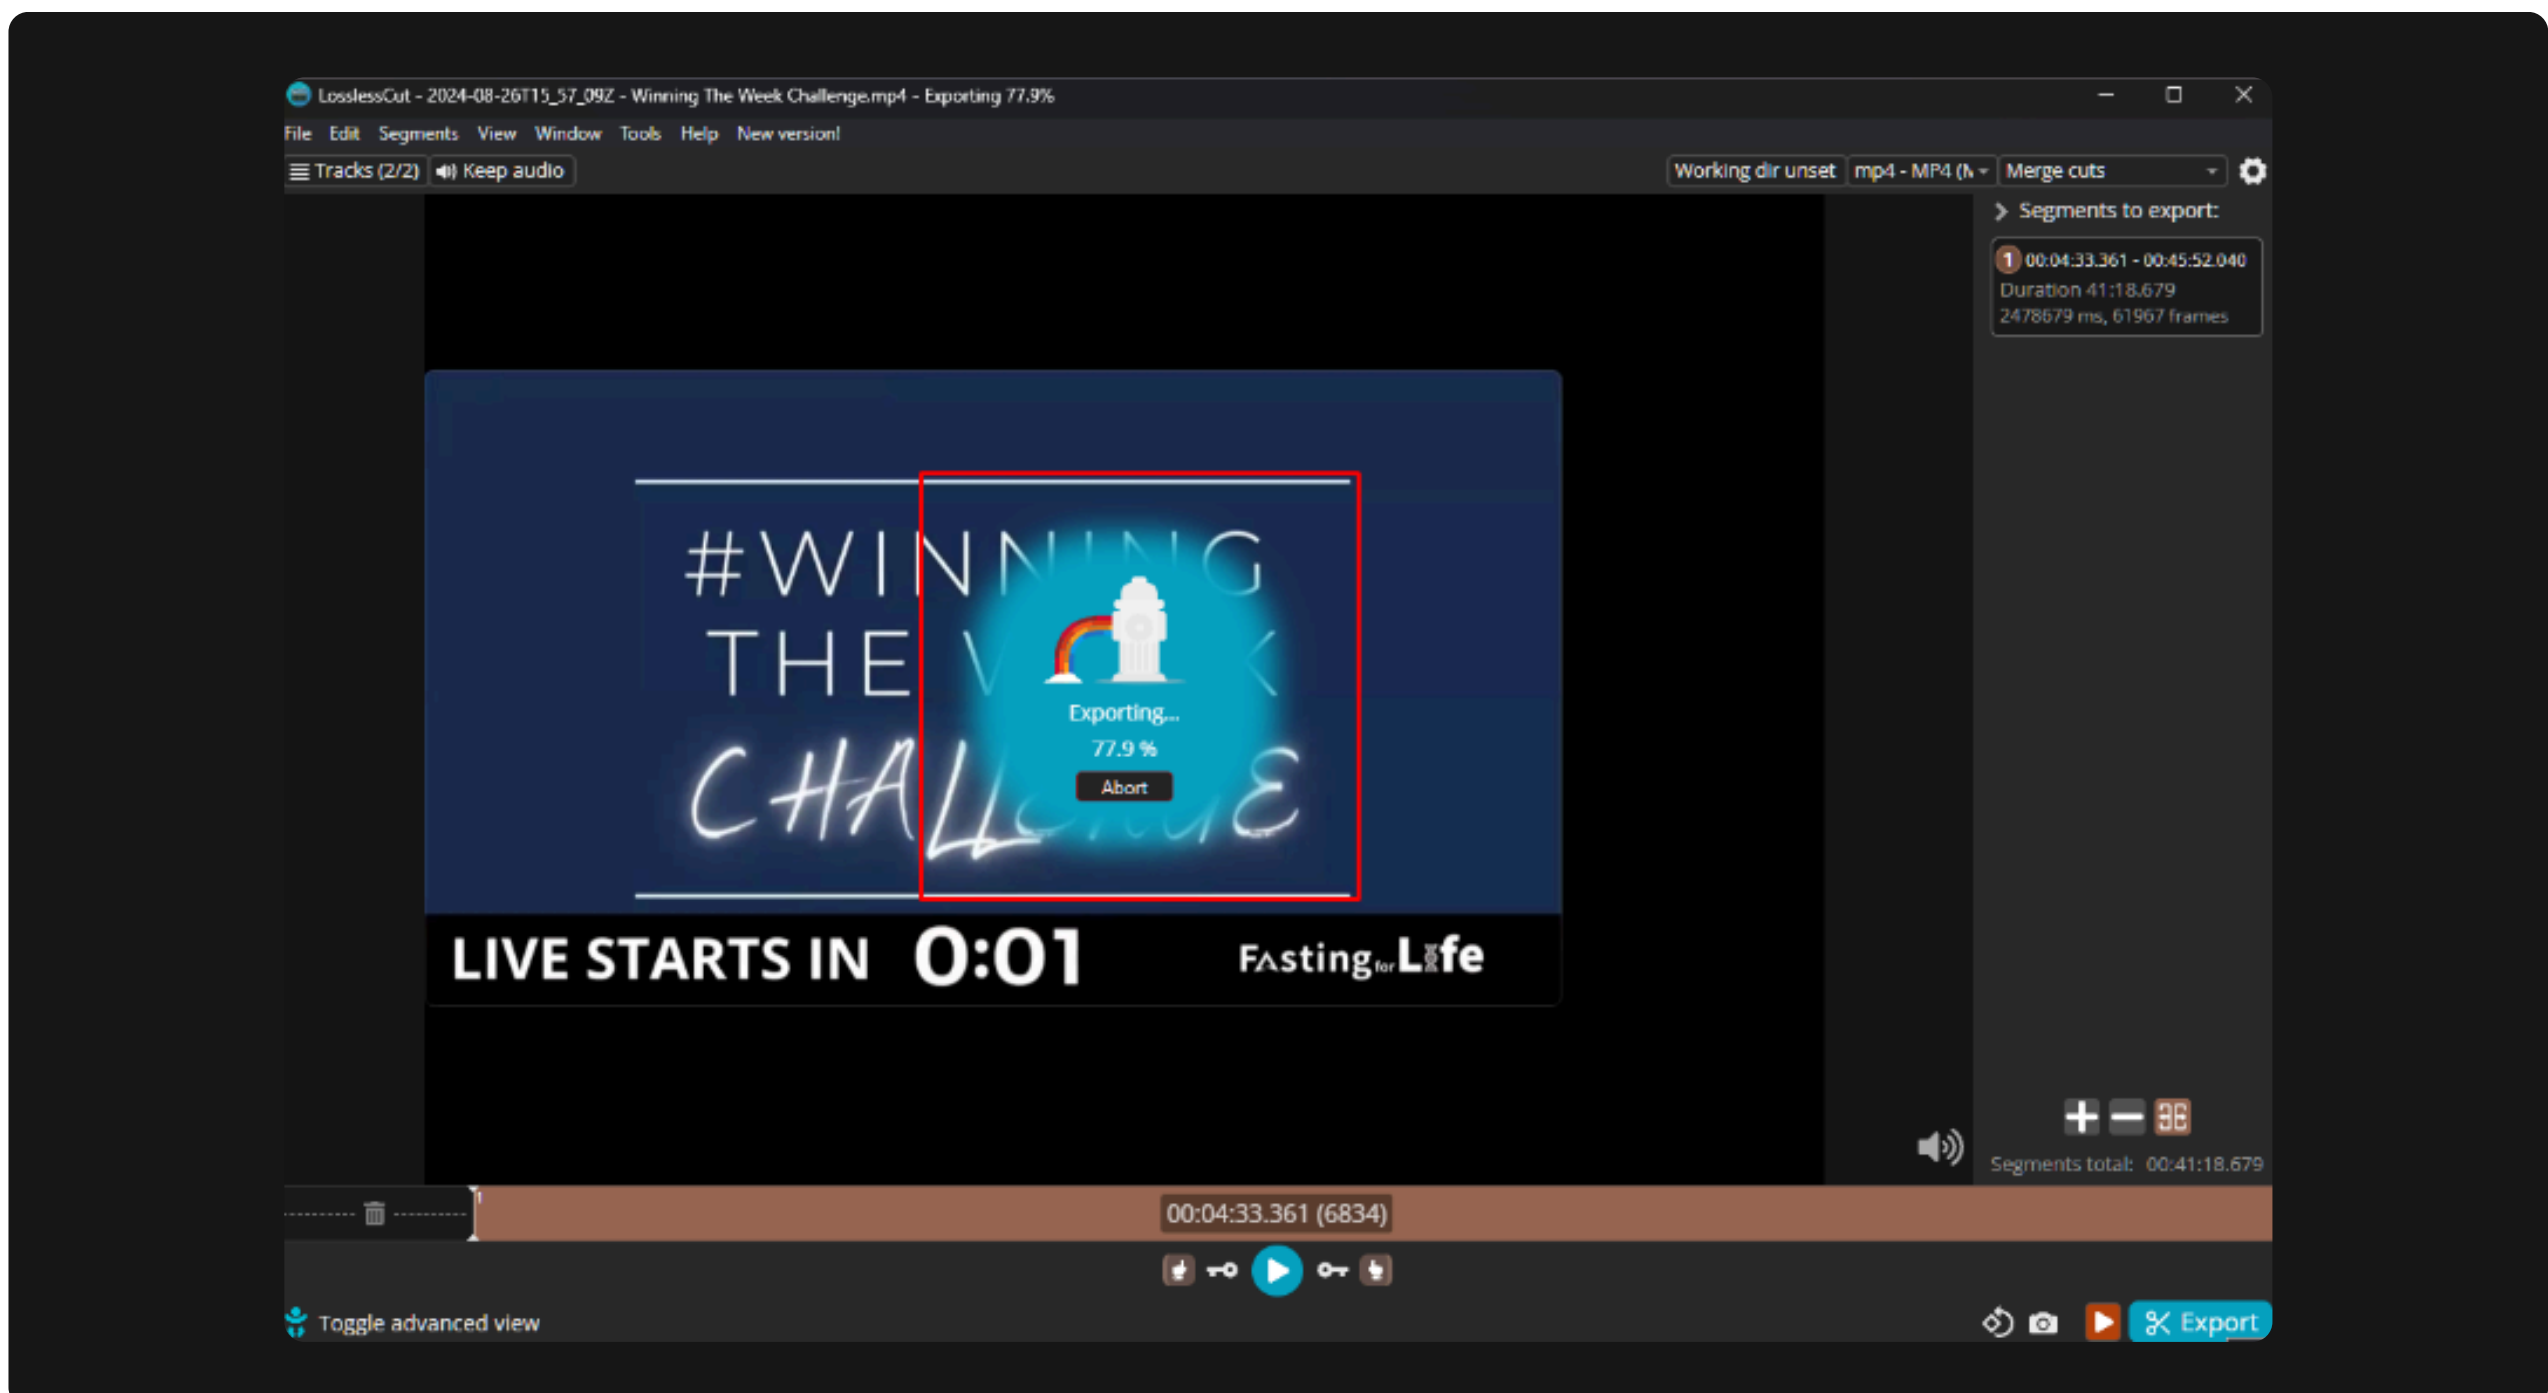 LosslessCut - 2024-08-26T15_57_09Z - Winning The Week Challenge.mp4 - Exporting 77.9%
File Edit Segments View Window Tools Help New version!
Tracks (2/2) Keep audio Working dir unset mp4 - MP4 (M Merge cuts
Segments to export:
1 00:04:33.361 - 00:45:52.040
Duration 41:18.679
2478679 ms, 61967 frames
#WINNING
THE
CHALL
Exporting...
77.9 %
Abort
LIVE STARTS IN 0:01 FAsting for Life
Segments total: 00:41:18.679
1
00:04:33.361 (6834)
Toggle advanced view
Export